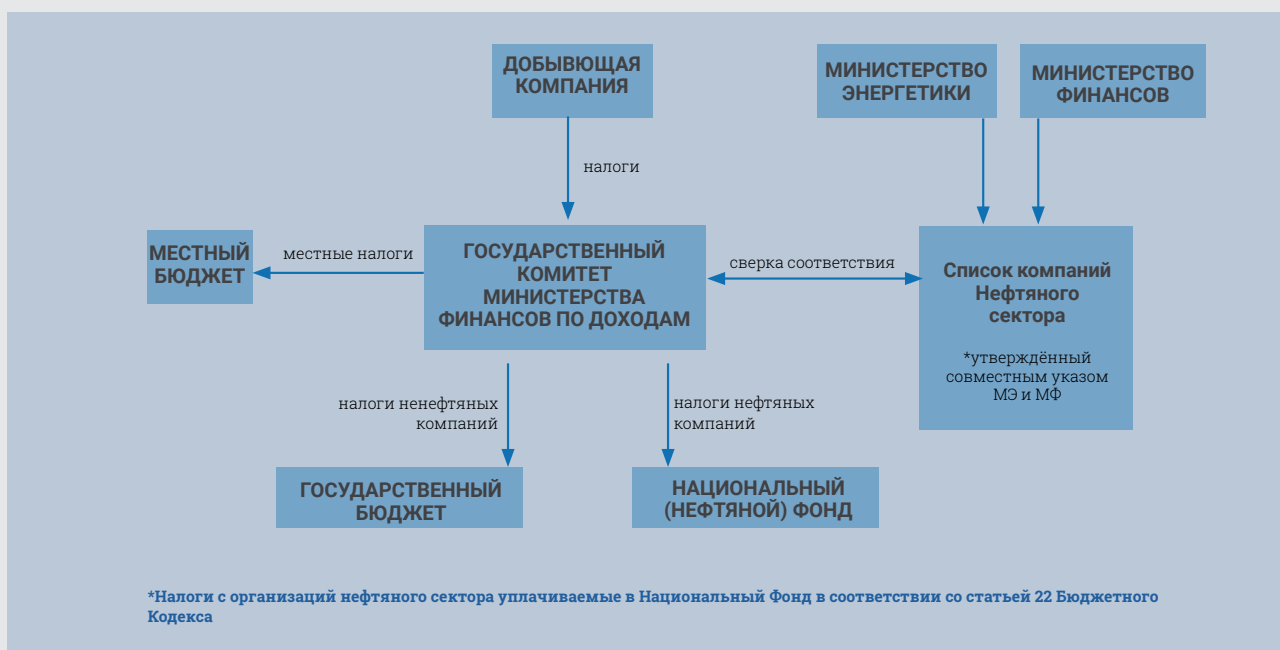 ДОБЫВЮЩАЯ
КОМПАНИЯ
МИНИСТЕРСТВО
ЭНЕРГЕТИКИ
МИНИСТЕРСТВО
ФИНАНСОВ
налоги
МЕСТНЫЙ
БЮДЖЕТ
местные налоги
ГОСУДАРСТВЕННЫЙ
КОМИТЕТ
МИНИСТЕРСТВА
ФИНАНСОВ ПО ДОХОДАМ
сверка соответствия
Список компаний
Нефтяного
сектора
*утверждённый
совместным указом
МЭ и МФ
налоги ненефтяных
компаний
налоги нефтяных
компаний
ГОСУДАРСТВЕННЫЙ
БЮДЖЕТ
НАЦИОНАЛЬНЫЙ
(НЕФТЯНОЙ) ФОНД
*Налоги с организаций нефтяного сектора уплачиваемые в Национальный Фонд в соответствии со статьей 22 Бюджетного
Кодекса